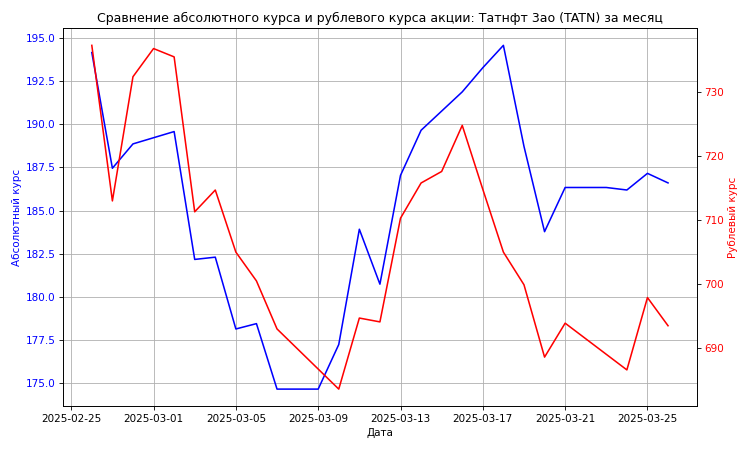 Сравнение абсолютного курса и рублевого курса акции: Татнфт 3ао (TATN) за месяц
195.0
192.5
190.0
187.5
185.0
182.5
180.0
177.5
175.0
Абсолютный курс
730
720
710
700
690
Рублевый курс
2025-02-25 2025-03-01 2025-03-05 2025-03-09 2025-03-13 2025-03-17 2025-03-21 2025-03-25
Дата